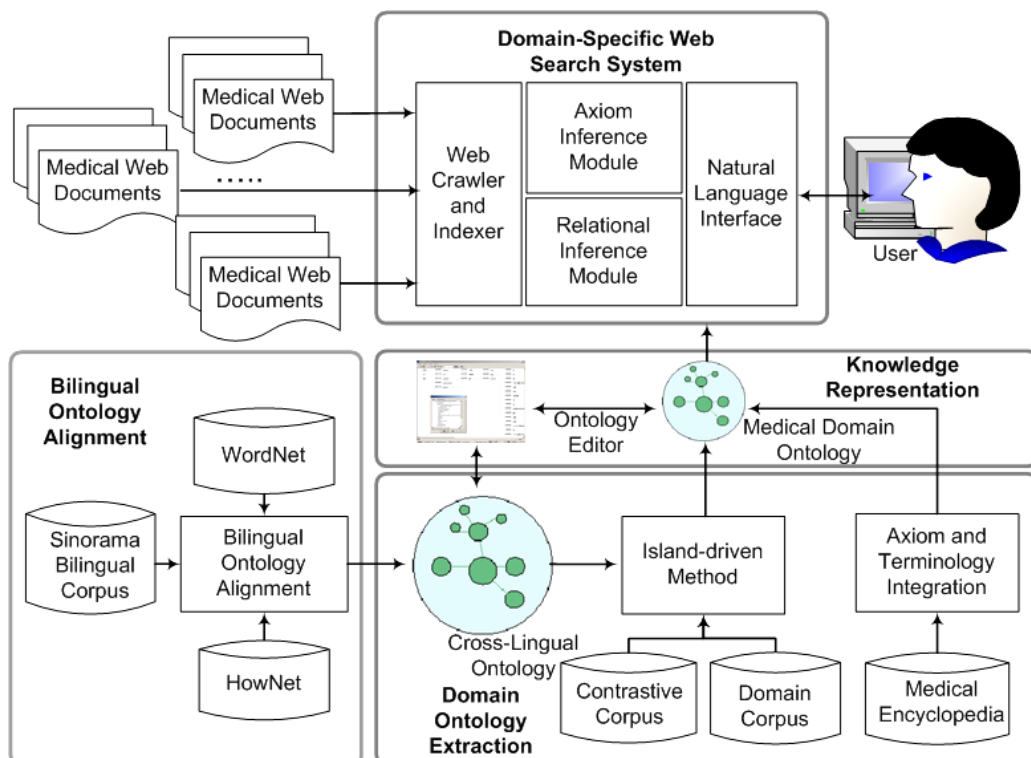 Domain-Specific Web
Search System
Medical Web
Documents
Medical Web
Documents
.....
Medical Web
Documents
Web
Crawler
and
Indexer
Axiom
Inference
Module
Relational
Inference
Module
Natural
Language
Interface
User
Bilingual
Ontology
Alignment
WordNet
Sinorama
Bilingual
Corpus
Bilingual
Ontology
Alignment
HowNet
Knowledge
Representation
Ontology
Editor
Medical Domain
Ontology
Cross-Lingual
Ontology
Island-driven
Method
Axiom and
Terminology
Integration
Domain
Ontology
Extraction
Contrastive
Corpus
Domain
Corpus
Medical
Encyclopedia